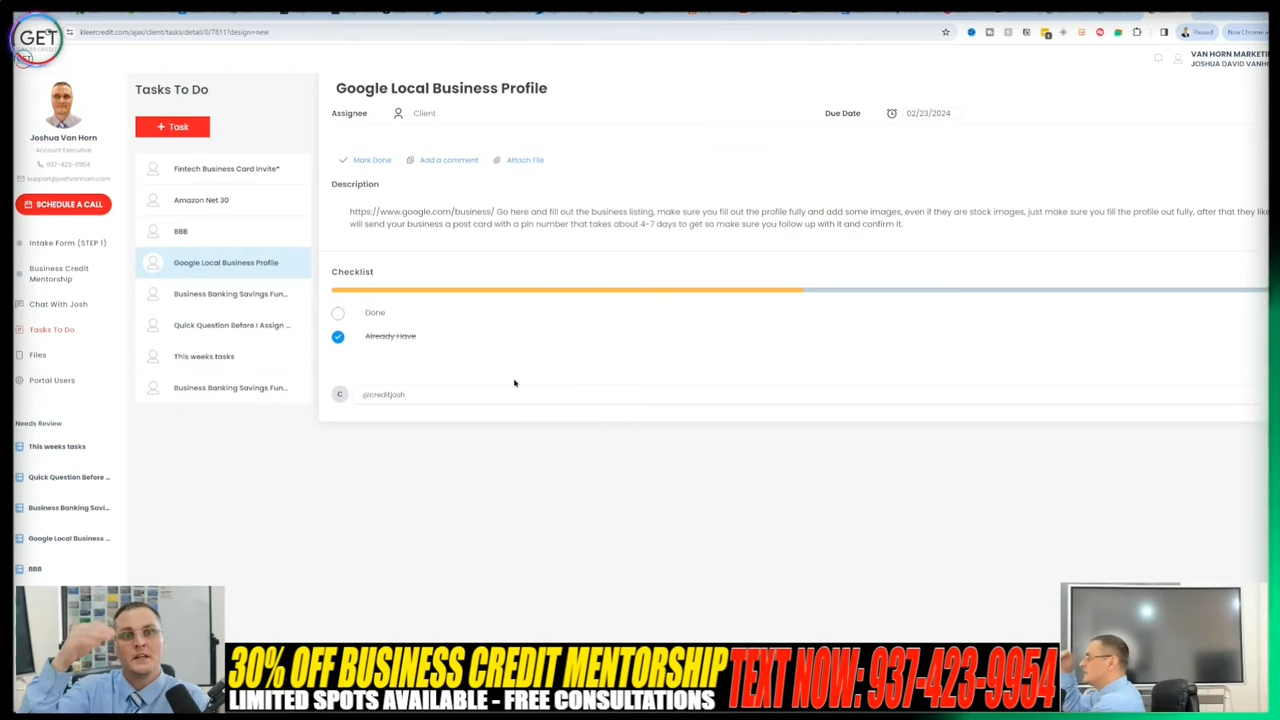 GET
kleercredit.com/ajax/client/tasks/detail/0/7811?design=new
Paused
New Chrome a
VAN HORN MARKETI
JOSHUA DAVID VANH
Joshua Van Horn
Account Executive
937-423-9954
support@joshvanhorn.com
SCHEDULE A CALL
Intake Form (STEP 1)
Business Credit
Mentorship
Chat With Josh
Tasks To Do
Files
Portal Users
Needs Review
This weeks tasks
Quick Question Before ...
Business Banking Savi...
Google Local Business ...
BBB
Tasks To Do
+ Task
Fintech Business Card Invite*
Amazon Net 30
BBB
Google Local Business Profile
Business Banking Savings Fun...
Quick Question Before I Assign ...
This weeks tasks
Business Banking Savings Fun...
Google Local Business Profile
Assignee Client Due Date 02/23/2024
Mark Done Add a comment Attach File
Description
https://www.google.com/business/ Go here and fill out the business listing, make sure you fill out the profile fully and add some images, even if they are stock images, just make sure you fill the profile out fully, after that they like
will send your business a post card with a pin number that takes about 4-7 days to get so make sure you follow up with it and confirm it.
Checklist
Done
Already Have
C @creditjosh
30% OFF BUSINESS CREDIT MENTORSHIP
LIMITED SPOTS AVAILABLE - FREE CONSULTATIONS
TEXT NOW: 937-423-9954